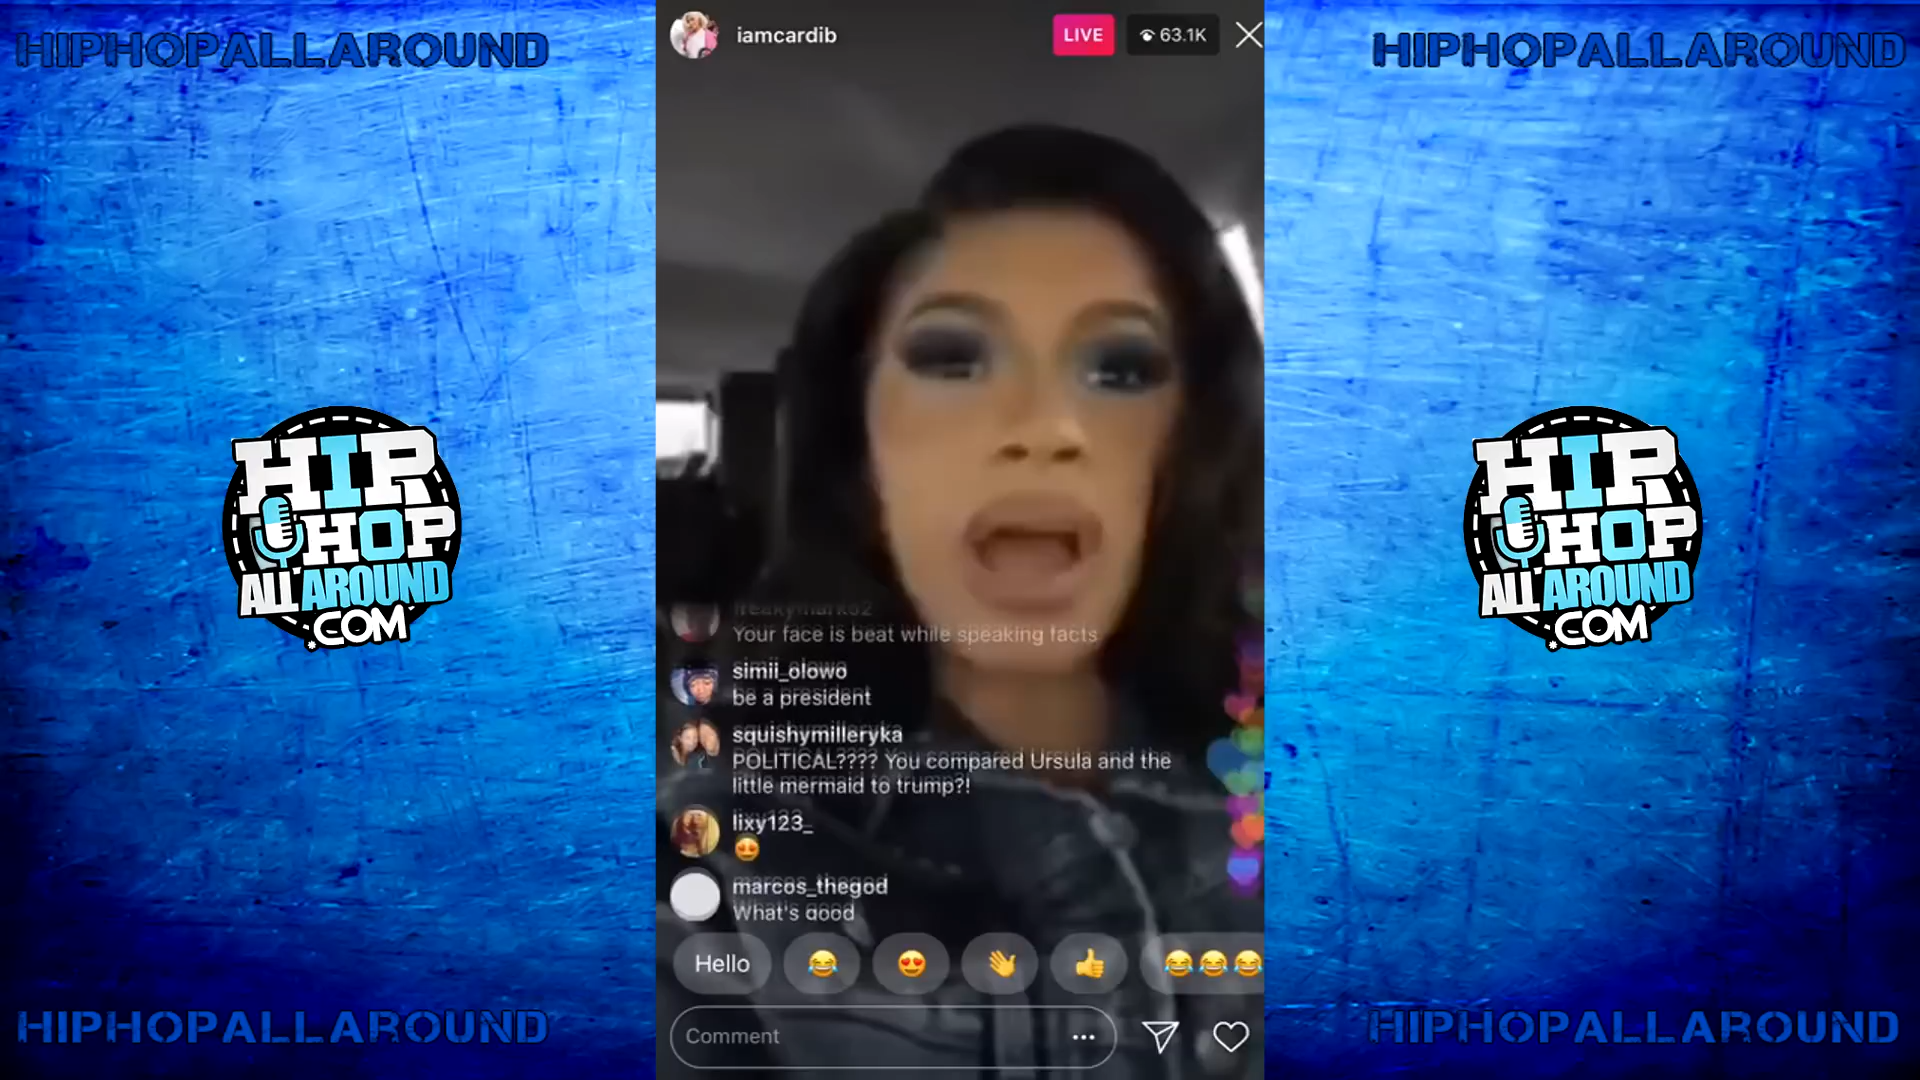 HIPHOPALLAROUND
iamcardib
LIVE
63.1K
HIPHOPALLAROUND
HIP
HOP
ALL AROUND
.COM
HIP
HOP
ALL AROUND
.COM
freakymark62
Your face is beat while speaking facts
simii_olowo
be a president
squishymilleryka
POLITICAL???? You compared Ursula and the
little mermaid to trump?!
lixy123_
😍
marcos_thegod
What's good
Hello 😂 😍 👋 👍 😂😂😂
Comment
HIPHOPALLAROUND
HIPHOPALLAROUND